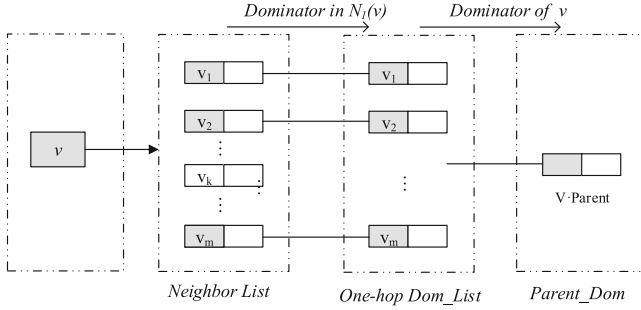 Dominator in N₁(v) Dominator of v
v₁ v₁
v₂ v₂
v
⋮ ⋮
vₖ
⋮
V·Parent
vₘ vₘ
Neighbor List One-hop Dom_List Parent_Dom